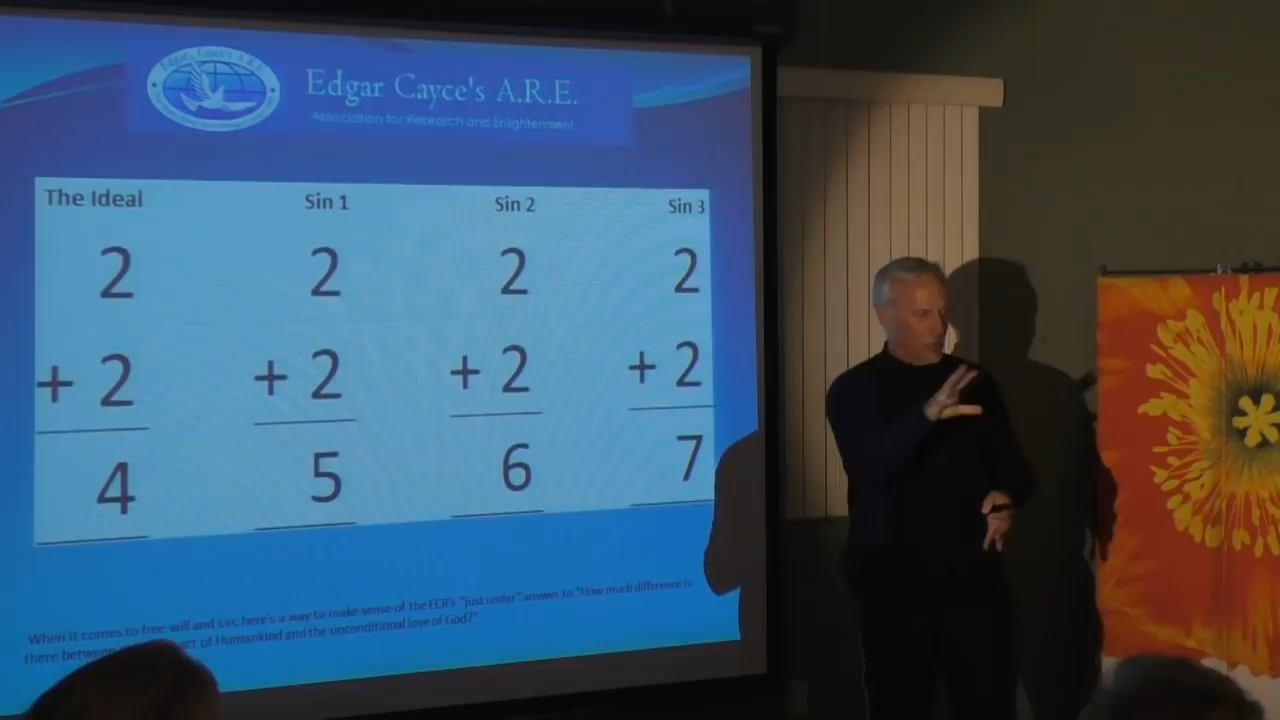 Edgar Cayce's A.R.E.
Edgar Cayce's A.R.E.
Association for Research and Enlightenment
The Ideal Sin 1 Sin 2 Sin 3
2 2 2 2
+ 2 + 2 + 2 + 2
4 5 6 7
When it comes to free will and sin, here's a way to make sense of the ECR's "just under" answer to "How much difference is
there between act of Humankind and the unconditional love of God?"